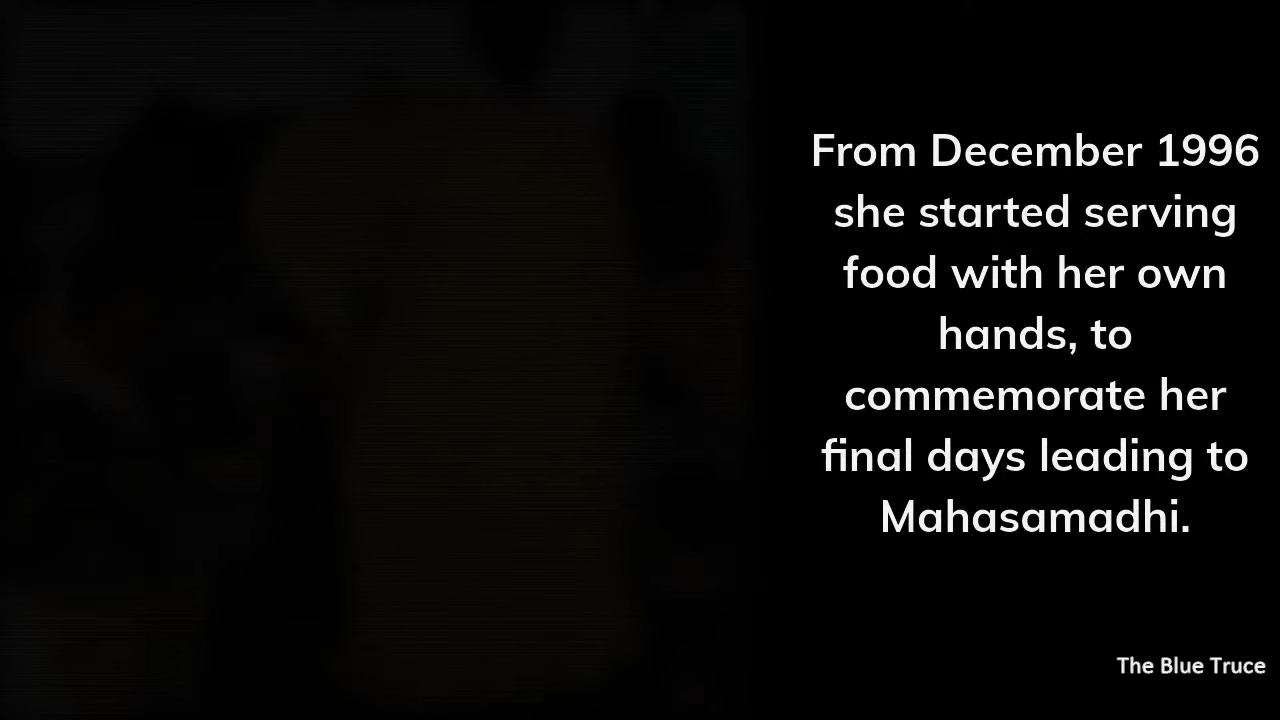 From December 1996
she started serving
food with her own
hands, to
commemorate her
final days leading to
Mahasamadhi.
The Blue Truce